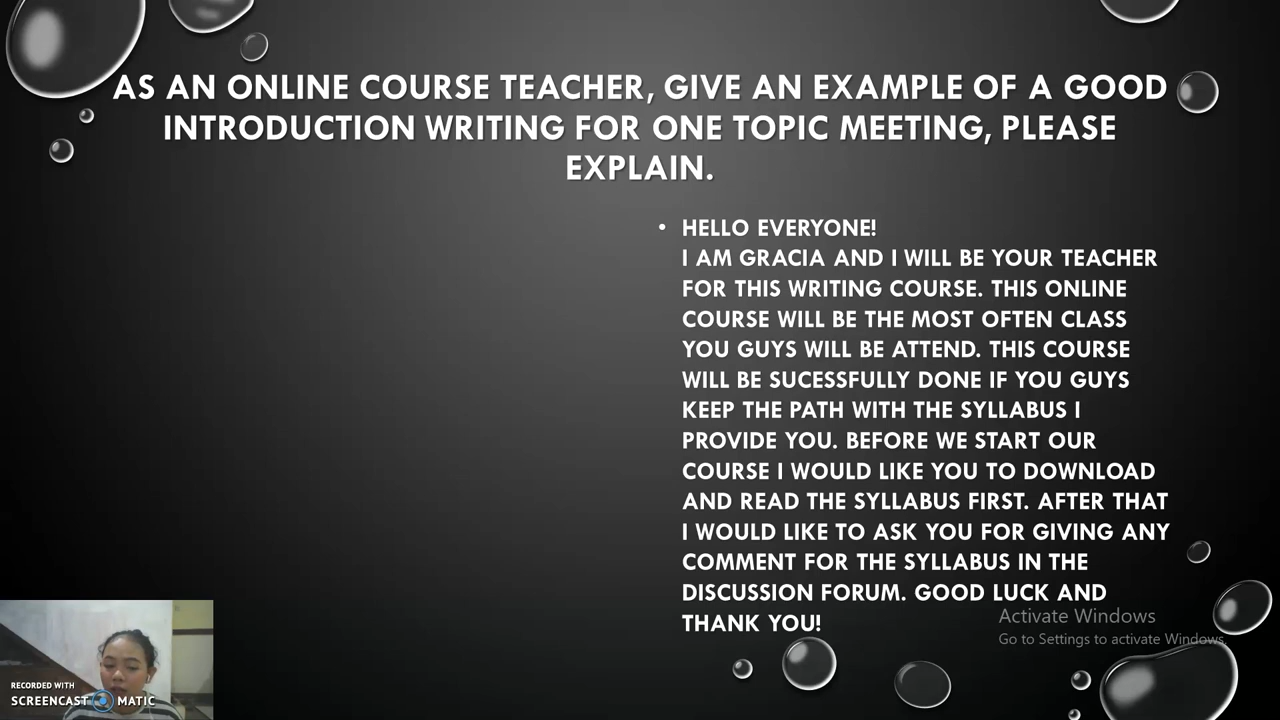 AS AN ONLINE COURSE TEACHER, GIVE AN EXAMPLE OF A GOOD
INTRODUCTION WRITING FOR ONE TOPIC MEETING, PLEASE
EXPLAIN.
• HELLO EVERYONE!
I AM GRACIA AND I WILL BE YOUR TEACHER
FOR THIS WRITING COURSE. THIS ONLINE
COURSE WILL BE THE MOST OFTEN CLASS
YOU GUYS WILL BE ATTEND. THIS COURSE
WILL BE SUCESSFULLY DONE IF YOU GUYS
KEEP THE PATH WITH THE SYLLABUS I
PROVIDE YOU. BEFORE WE START OUR
COURSE I WOULD LIKE YOU TO DOWNLOAD
AND READ THE SYLLABUS FIRST. AFTER THAT
I WOULD LIKE TO ASK YOU FOR GIVING ANY
COMMENT FOR THE SYLLABUS IN THE
DISCUSSION FORUM. GOOD LUCK AND
THANK YOU!
Activate Windows
Go to Settings to activate Windows.
RECORDED WITH
SCREENCAST MATIC